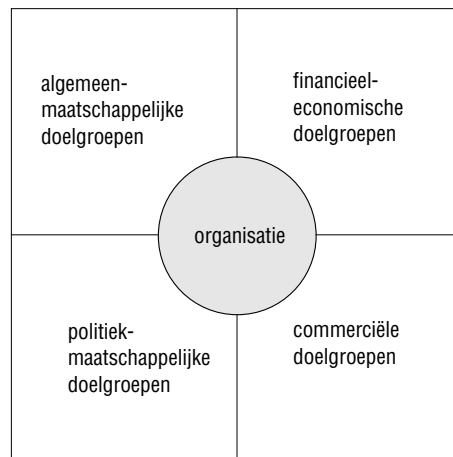 algemeen-
maatschappelijke
doelgroepen
financieel-
economische
doelgroepen
organisatie
politiek-
maatschappelijke
doelgroepen
commerciële
doelgroepen